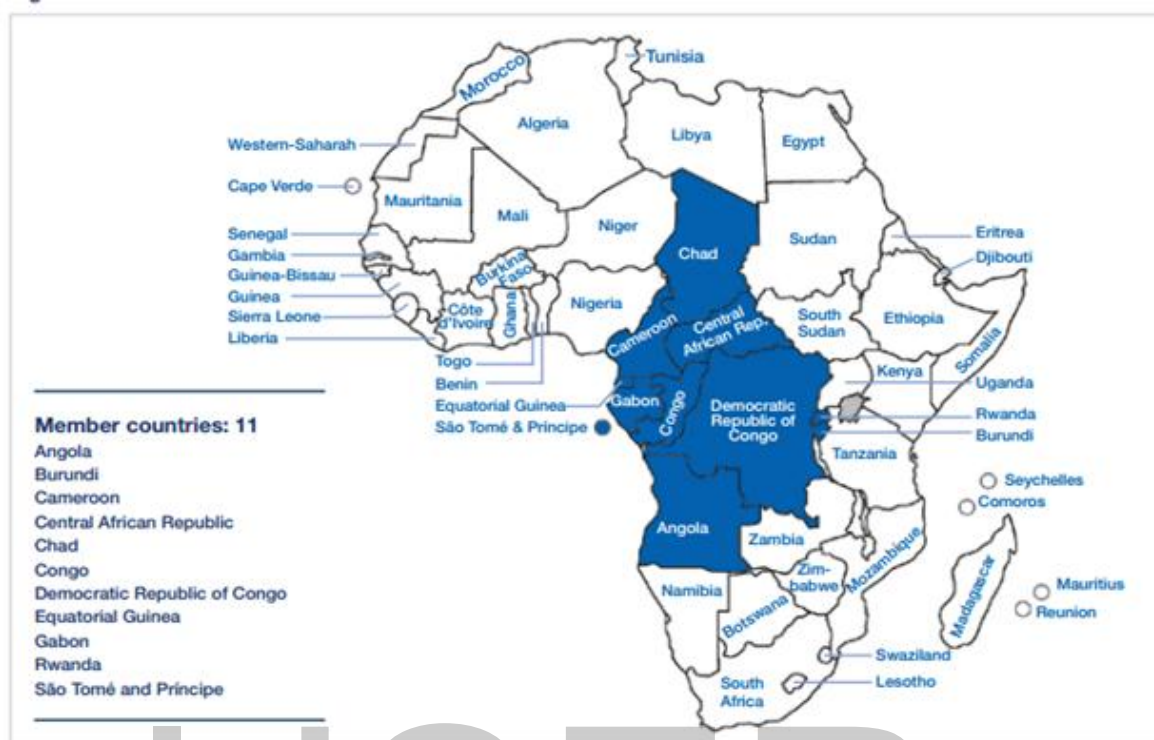 Tunisia
Morocco
Algeria
Libya
Egypt
Western-Saharah
Cape Verde
Mauritania
Mali
Niger
Chad
Sudan
Eritrea
Djibouti
Senegal
Gambia
Guinea-Bissau
Guinea
Sierra Leone
Liberia
Burkina
Faso
Côte
d'Ivoire
Ghana
Nigeria
Togo
Benin
Cameroon
Central
African Rep.
South
Sudan
Ethiopia
Somalia
Kenya
Uganda
Equatorial Guinea
Gabon
Congo
Democratic
Republic of
Congo
Rwanda
Burundi
São Tomé & Príncipe
Tanzania
Seychelles
Comoros
Angola
Zambia
Mozambique
Zim-
babwe
Namibia
Botswana
Madagascar
Mauritius
Reunion
Swaziland
Lesotho
South
Africa
Member countries: 11
Angola
Burundi
Cameroon
Central African Republic
Chad
Congo
Democratic Republic of Congo
Equatorial Guinea
Gabon
Rwanda
São Tomé and Príncipe